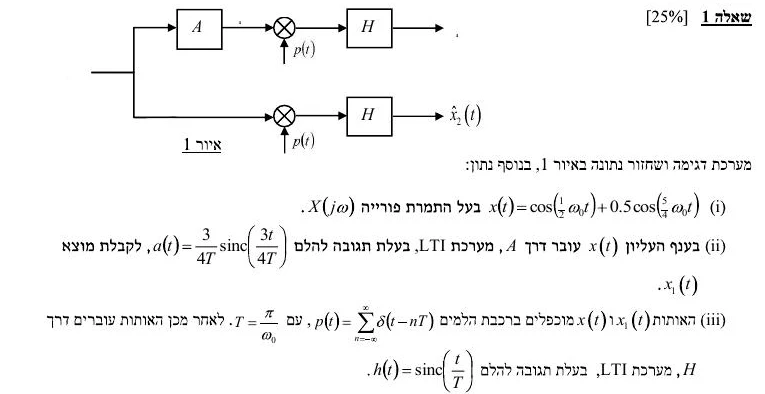 שאלה 1 [25%]
A
H
p(t)
H
x̂₂(t)
p(t)
איור 1
מערכת דגימה ושחזור נתונה באיור 1, בנוסף נתון:
(i) x(t) = cos(½ω₀t) + 0.5cos(5/4 ω₀t) בעל התמרת פורייה X(jω).
(ii) בענף העליון x(t) עובר דרך A, מערכת LTI, בעלת תגובה להלם a(t) = 3/4T sinc(3t/4T), לקבלת מוצא
x₁(t).
(iii) האותות x₁(t) ו x(t) מוכפלים ברכבת הלמים p(t) = ∑_{n=-∞}^{∞} δ(t−nT), עם T = π/ω₀. לאחר מכן האותות עוברים דרך
H, מערכת LTI, בעלת תגובה להלם h(t) = sinc(t/T).